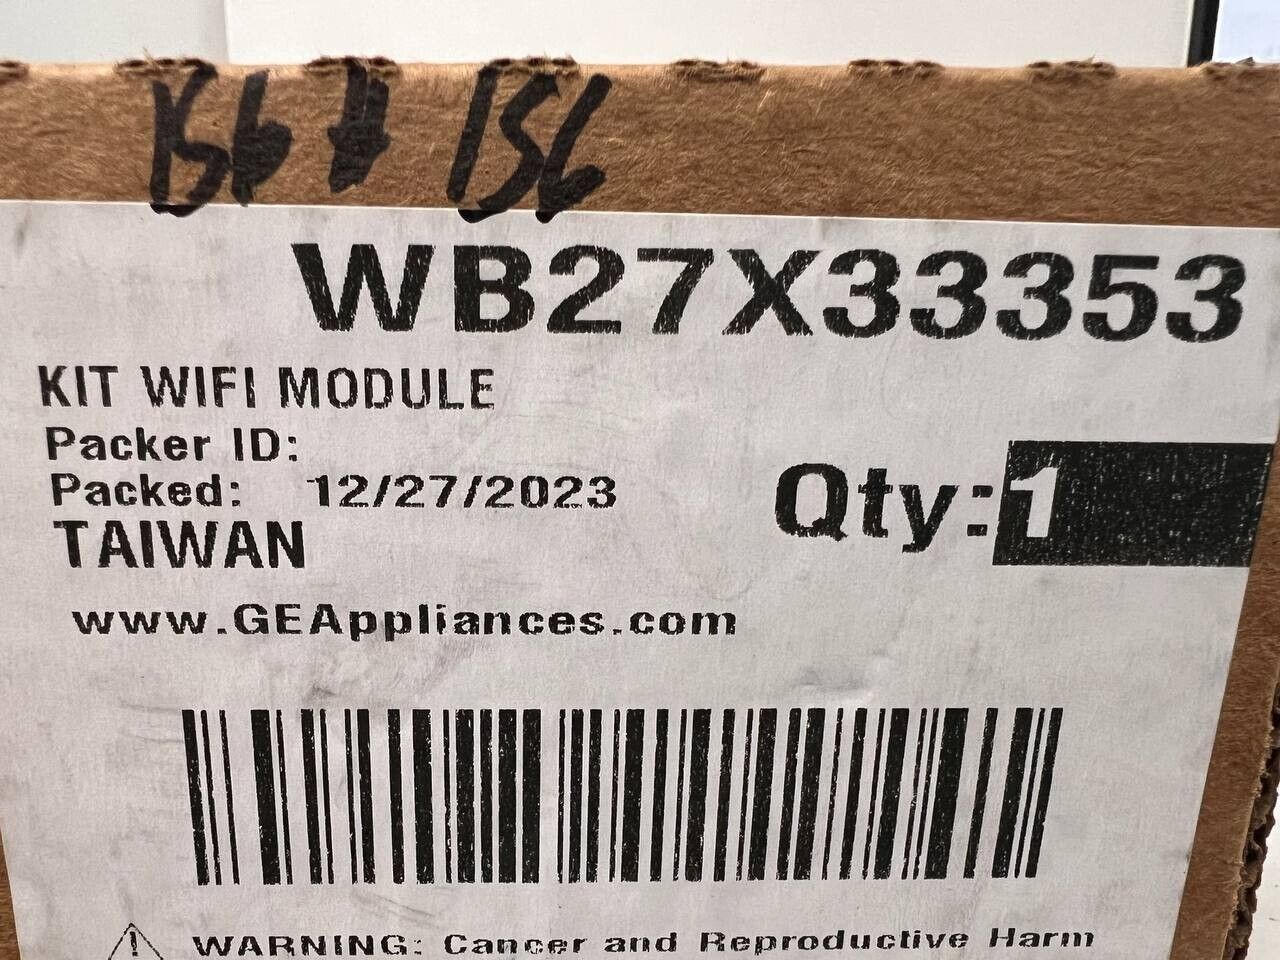 156 # 156
WB27X33353
KIT WIFI MODULE
Packer ID:
Packed: 12/27/2023
Qty:1
TAIWAN
www.GEAppliances.com
WARNING: Cancer and Reproductive Harm